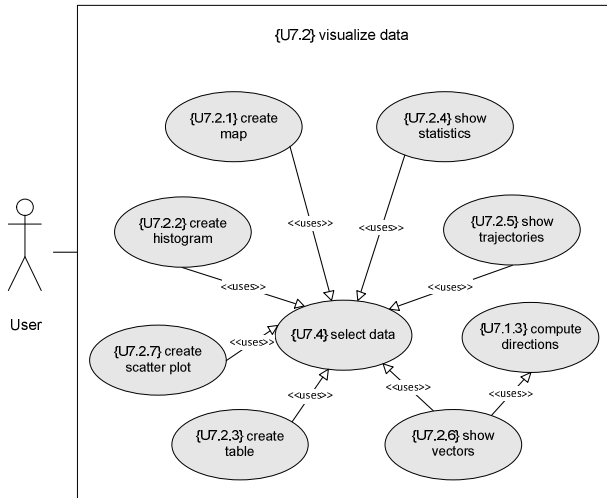 {U7.2} visualize data
{U7.2.1} create
map
{U7.2.4} show
statistics
{U7.2.2} create
histogram
<<uses>>
<<uses>>
{U7.2.5} show
trajectories
<<uses>>
<<uses>>
User
{U7.4} select data
{U7.1.3} compute
directions
<<uses>>
{U7.2.7} create
scatter plot
<<uses>>
<<uses>>
<<uses>>
{U7.2.3} create
table
{U7.2.6} show
vectors